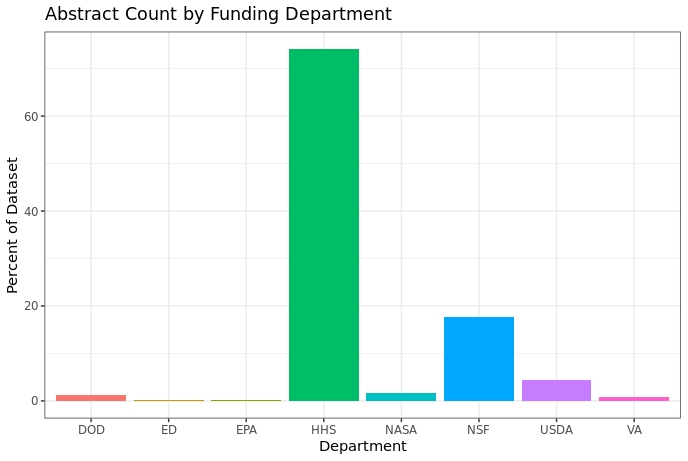 Abstract Count by Funding Department
Percent of Dataset
60
40
20
0
DOD ED EPA HHS NASA NSF USDA VA
Department